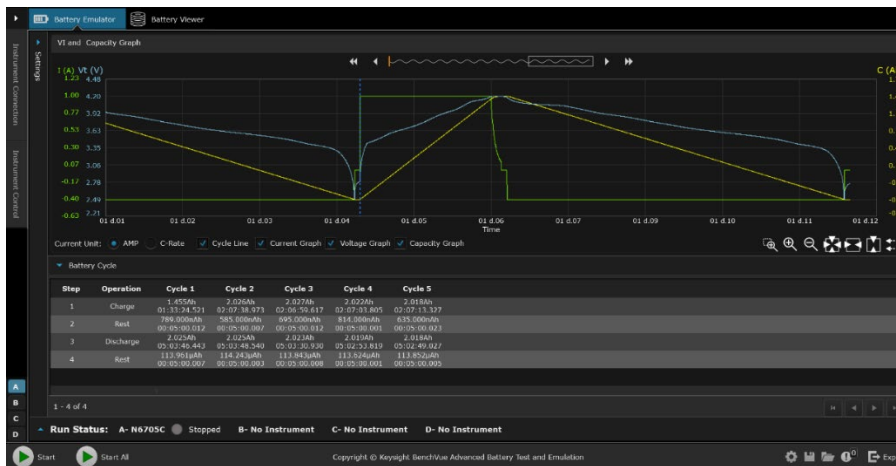 Battery Emulator Battery Viewer
VI and Capacity Graph
Settings
Instrument Connection
Instrument Control
I (A) Vt (V)
C (A
1.23 4.48
1.00 4.20
0.77 3.92
0.53 3.63
0.30 3.35
0.07 3.06
-0.17 2.78
-0.40 2.49
-0.63 2.21
01 d.01 01 d.02 01 d.03 01 d.04 01 d.05 01 d.06 01 d.07 01 d.09 01 d.10 01 d.11 01 d.12
Time
Current Unit: AMP C-Rate Cycle Line Current Graph Voltage Graph Capacity Graph
Battery Cycle
Step Operation Cycle 1 Cycle 2 Cycle 3 Cycle 4 Cycle 5
1 Charge 1.455Ah 2.026Ah 2.027Ah 2.022Ah 2.018Ah
01:33:24.521 02:07:38.973 02:06:59.617 02:07:03.805 02:07:13.327
2 Rest 789.000nAh 585.000nAh 695.000nAh 814.000nAh 635.000nAh
00:05:00.012 00:05:00.007 00:05:00.012 00:05:00.001 00:05:00.023
3 Discharge 2.025Ah 2.025Ah 2.023Ah 2.019Ah 2.018Ah
05:03:46.443 05:03:48.540 05:03:30.930 05:02:53.819 05:02:49.027
4 Rest 113.961µAh 114.243µAh 113.843µAh 113.624µAh 113.852µAh
00:05:00.007 00:05:00.003 00:05:00.008 00:05:00.001 00:05:00.005
1 - 4 of 4
A
B
C
D
Run Status: A- N6705C Stopped B- No Instrument C- No Instrument D- No Instrument
Start Start All Copyright © Keysight BenchVue Advanced Battery Test and Emulation 0 Exp